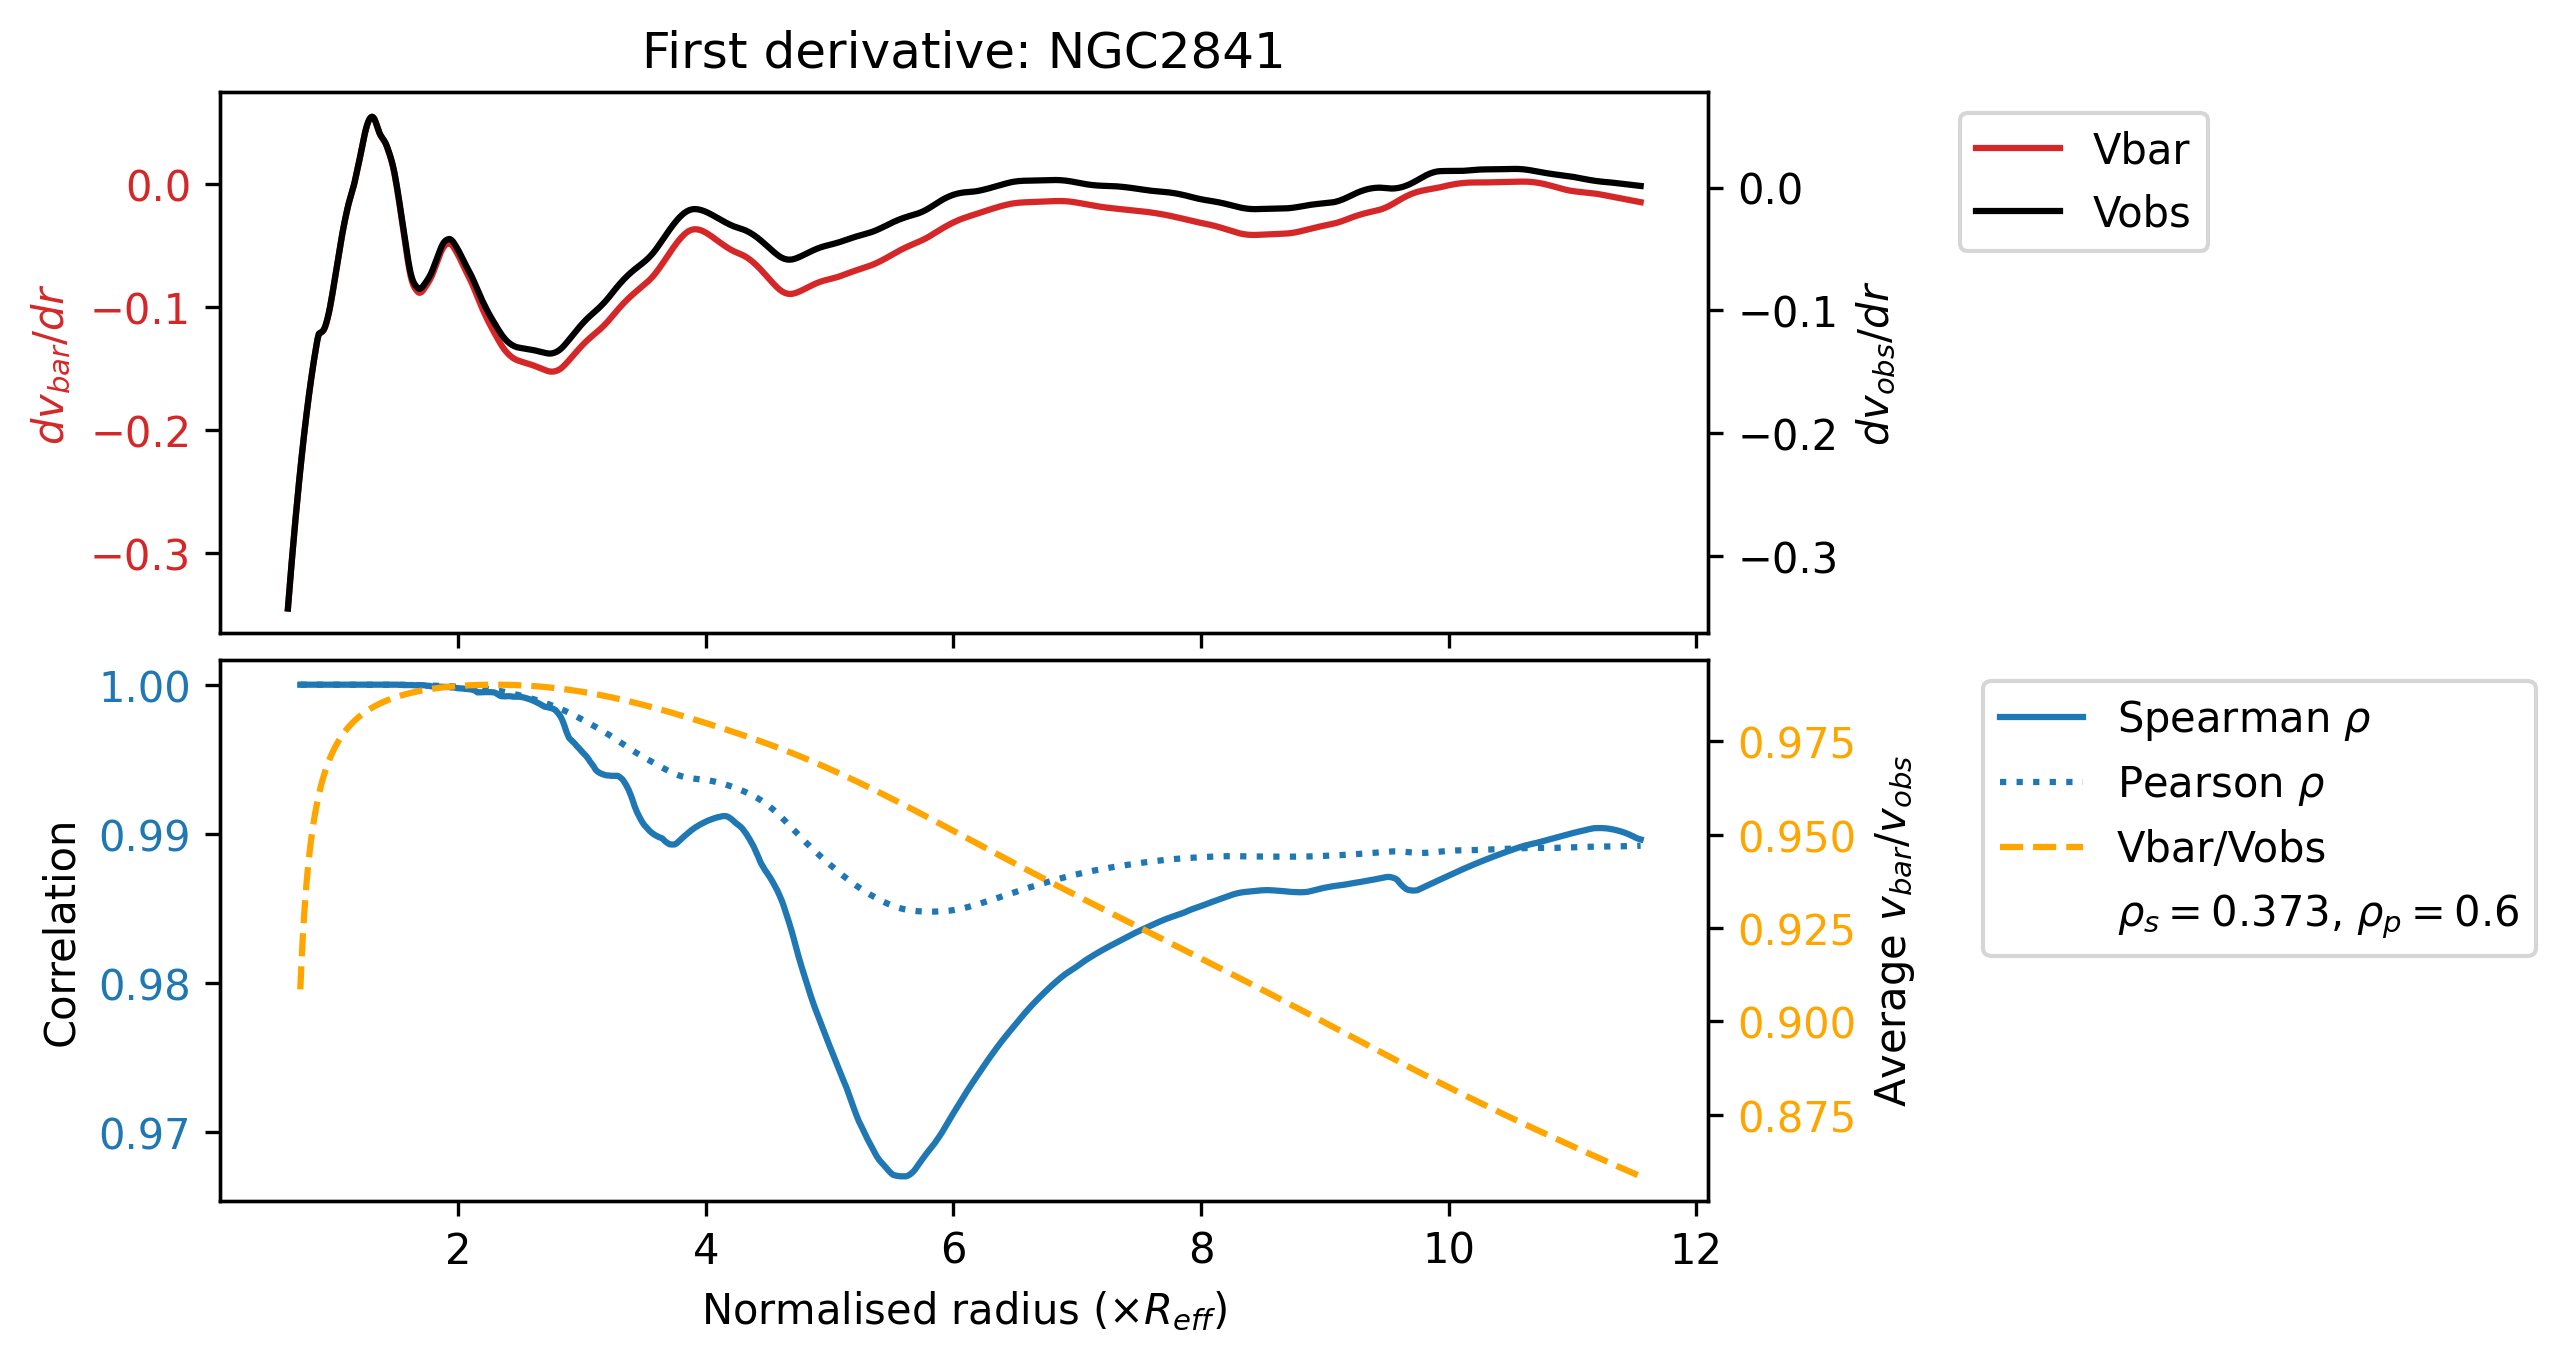 First derivative: NGC2841
0.0
−0.1
−0.2
−0.3
dv_bar/dr
0.0
−0.1
−0.2
−0.3
dv_obs/dr
Vbar
Vobs
1.00
0.99
0.98
0.97
Correlation
0.975
0.950
0.925
0.900
0.875
Average v_bar/v_obs
Spearman ρ
Pearson ρ
Vbar/Vobs
ρ_s = 0.373, ρ_p = 0.6
2 4 6 8 10 12
Normalised radius (×R_eff)